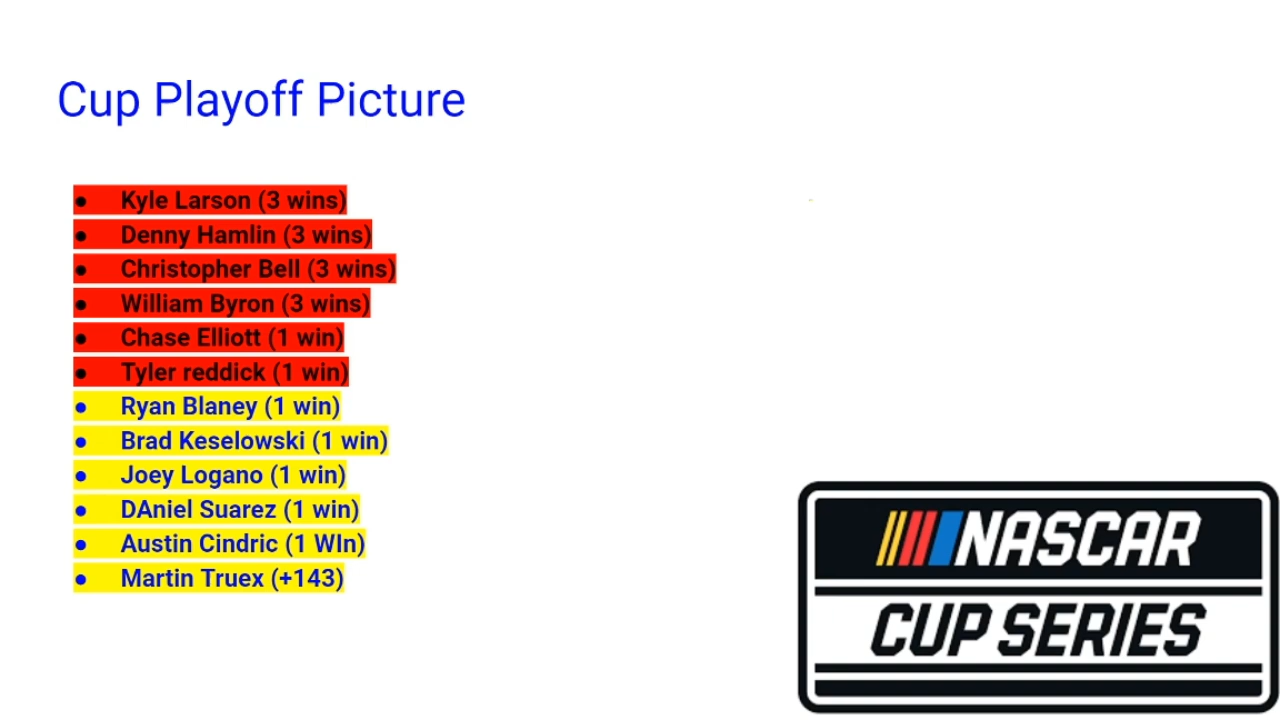 Cup Playoff Picture
● Kyle Larson (3 wins)
● Denny Hamlin (3 wins)
● Christopher Bell (3 wins)
● William Byron (3 wins)
● Chase Elliott (1 win)
● Tyler reddick (1 win)
● Ryan Blaney (1 win)
● Brad Keselowski (1 win)
● Joey Logano (1 win)
● DAniel Suarez (1 win)
● Austin Cindric (1 WIn)
● Martin Truex (+143)
NASCAR
CUP SERIES